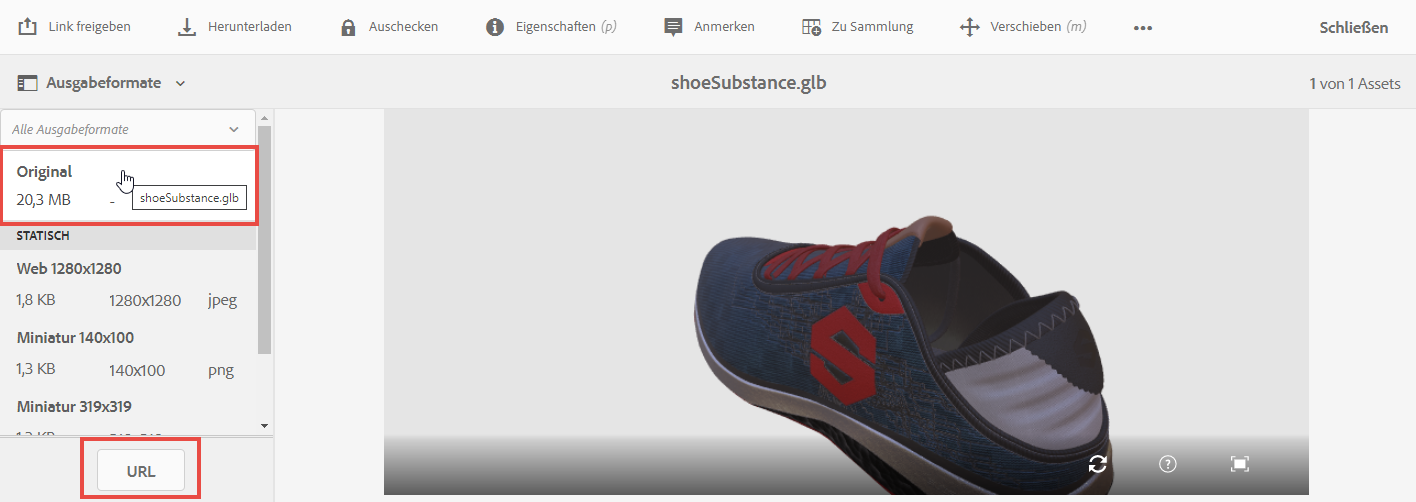 Link freigeben Herunterladen Auschecken Eigenschaften (p) Anmerken Zu Sammlung Verschieben (m) ••• Schließen
Ausgabeformate shoeSubstance.glb 1 von 1 Assets
Alle Ausgabeformate
Original
20,3 MB -
shoeSubstance.glb
STATISCH
Web 1280x1280
1,8 KB 1280x1280 jpeg
Miniatur 140x100
1,3 KB 140x100 png
Miniatur 319x319
URL